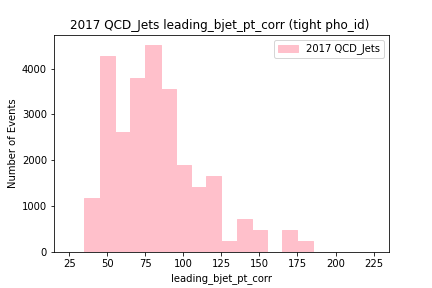 2017 QCD_Jets leading_bjet_pt_corr (tight pho_id)
2017 QCD_Jets
Number of Events
4000
3000
2000
1000
0
25 50 75 100 125 150 175 200 225
leading_bjet_pt_corr